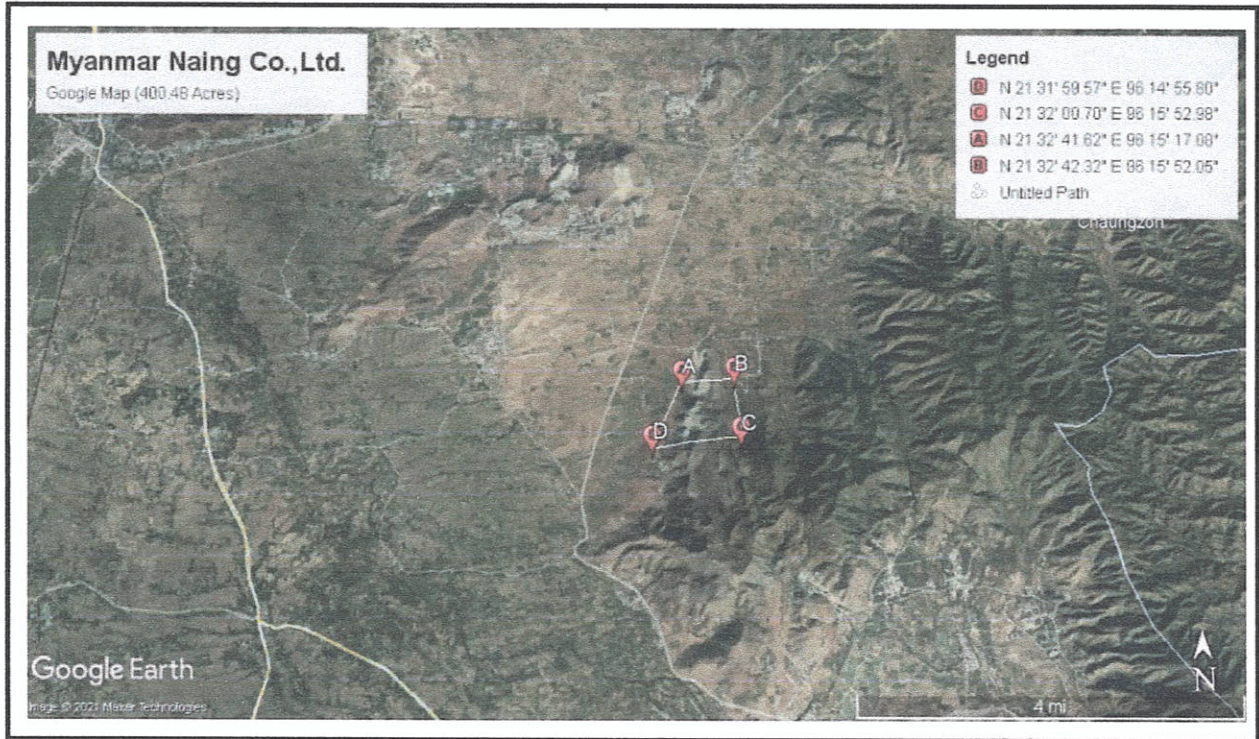 Myanmar Naing Co.,Ltd.
Google Map (400.48 Acres)
Legend
D N 21 31' 59.57" E 96 14' 55.60"
C N 21 32' 00.70" E 96 15' 52.98"
A N 21 32' 41.62" E 96 15' 17.08"
B N 21 32' 42.32" E 96 15' 52.05"
Untitled Path
Chaungzon
A
B
C
D
N
4 mi
Google Earth
Image © 2021 Maxar Technologies